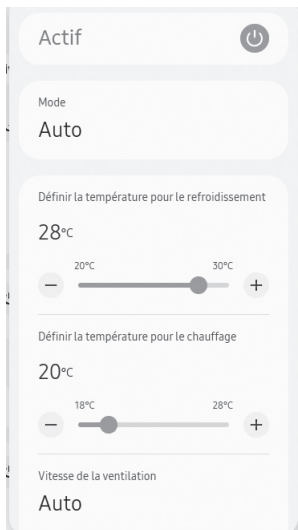 Actif
Mode
Auto
Définir la température pour le refroidissement
28°C
20°C 30°C
Définir la température pour le chauffage
20°C
18°C 28°C
Vitesse de la ventilation
Auto